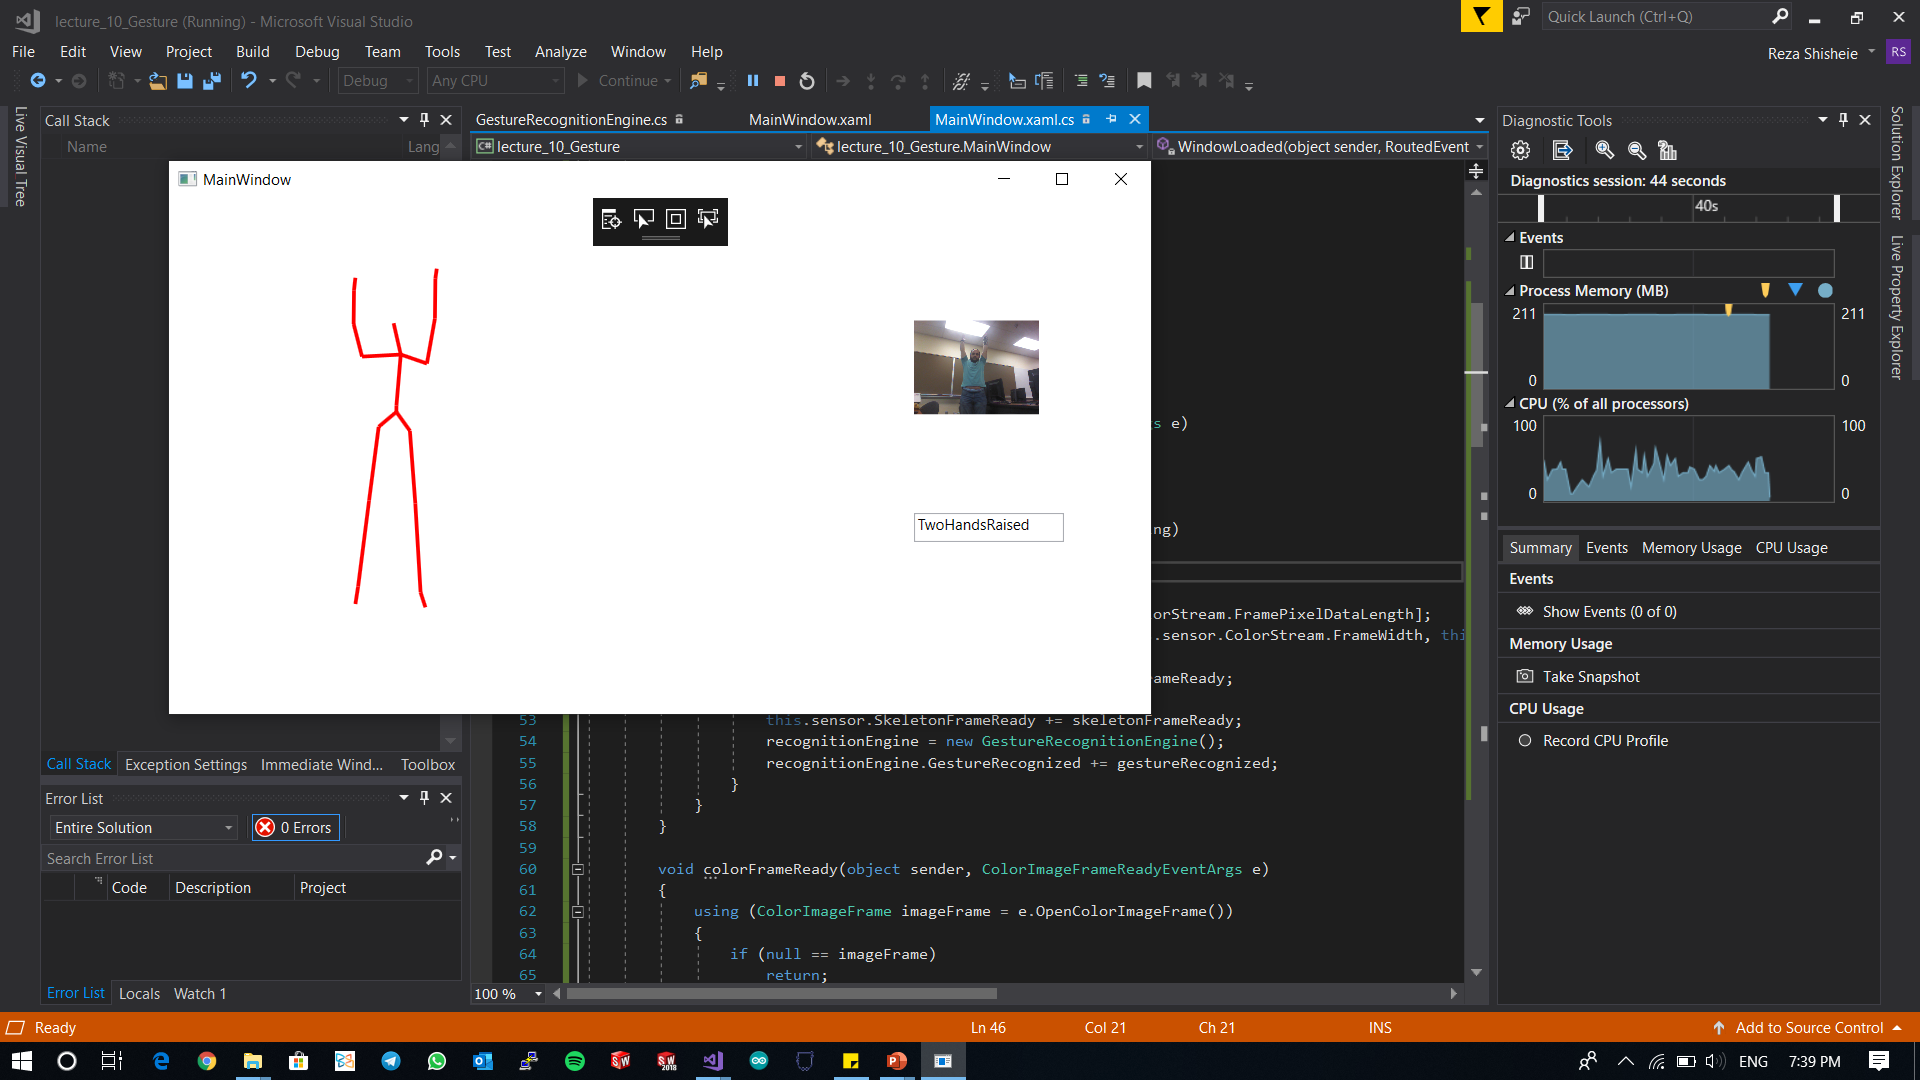 lecture_10_Gesture (Running) - Microsoft Visual Studio
Quick Launch (Ctrl+Q)
File Edit View Project Build Debug Team Tools Test Analyze Window Help
Reza Shisheie RS
Debug Any CPU Continue
Live Visual Tree
Call Stack
Name Lang
GestureRecognitionEngine.cs MainWindow.xaml MainWindow.xaml.cs
C# lecture_10_Gesture lecture_10_Gesture.MainWindow WindowLoaded(object sender, RoutedEvent
MainWindow
TwoHandsRaised
s e)
ng)
orStream.FramePixelDataLength];
.sensor.ColorStream.FrameWidth, thi
ameReady;
53 this.sensor.SkeletonFrameReady += skeletonFrameReady;
54 recognitionEngine = new GestureRecognitionEngine();
55 recognitionEngine.GestureRecognized += gestureRecognized;
56 }
57 }
58 }
59
60 void colorFrameReady(object sender, ColorImageFrameReadyEventArgs e)
61 {
62 using (ColorImageFrame imageFrame = e.OpenColorImageFrame())
63 {
64 if (null == imageFrame)
65 return;
100 %
Call Stack Exception Settings Immediate Wind... Toolbox
Error List
Entire Solution 0 Errors
Search Error List
Code Description Project
Error List Locals Watch 1
Diagnostic Tools
Diagnostics session: 44 seconds
40s
Events
Process Memory (MB)
211 211
0 0
CPU (% of all processors)
100 100
0 0
Summary Events Memory Usage CPU Usage
Events
Show Events (0 of 0)
Memory Usage
Take Snapshot
CPU Usage
Record CPU Profile
Solution Explorer
Live Property Explorer
Ready Ln 46 Col 21 Ch 21 INS Add to Source Control
SW SW 2018 ENG 7:39 PM